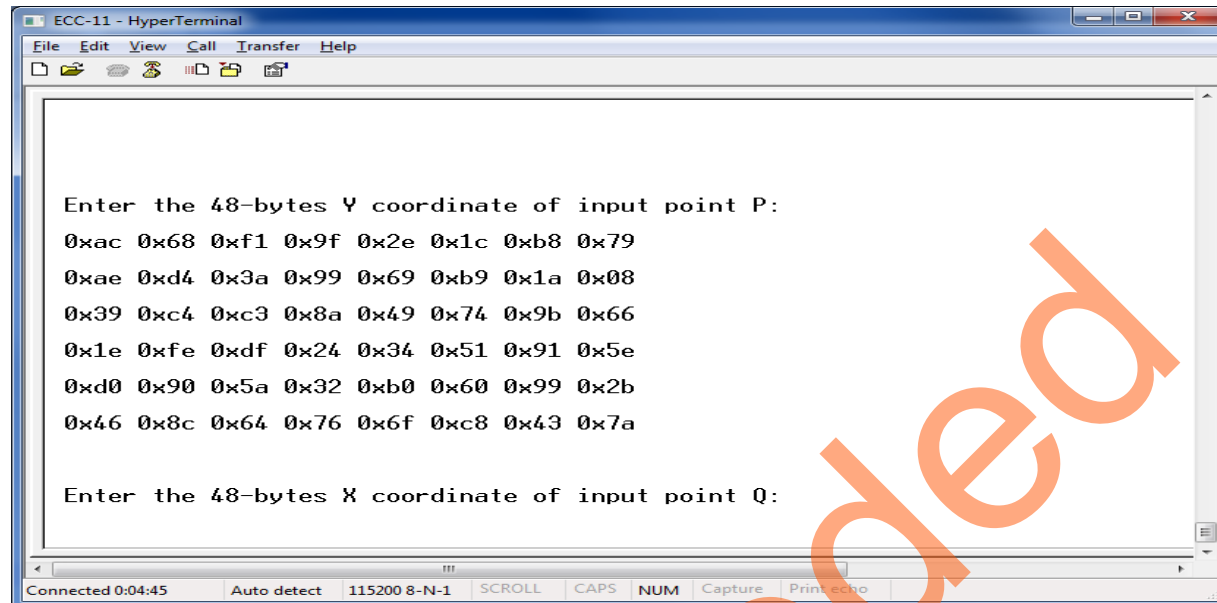 ECC-11 - HyperTerminal
File Edit View Call Transfer Help
Enter the 48-bytes Y coordinate of input point P:
0xac 0x68 0xf1 0x9f 0x2e 0x1c 0xb8 0x79
0xae 0xd4 0x3a 0x99 0x69 0xb9 0x1a 0x08
0x39 0xc4 0xc3 0x8a 0x49 0x74 0x9b 0x66
0x1e 0xfe 0xdf 0x24 0x34 0x51 0x91 0x5e
0xd0 0x90 0x5a 0x32 0xb0 0x60 0x99 0x2b
0x46 0x8c 0x64 0x76 0x6f 0xc8 0x43 0x7a
Enter the 48-bytes X coordinate of input point Q:
Connected 0:04:45 Auto detect 115200 8-N-1 SCROLL CAPS NUM Capture Print echo
ded